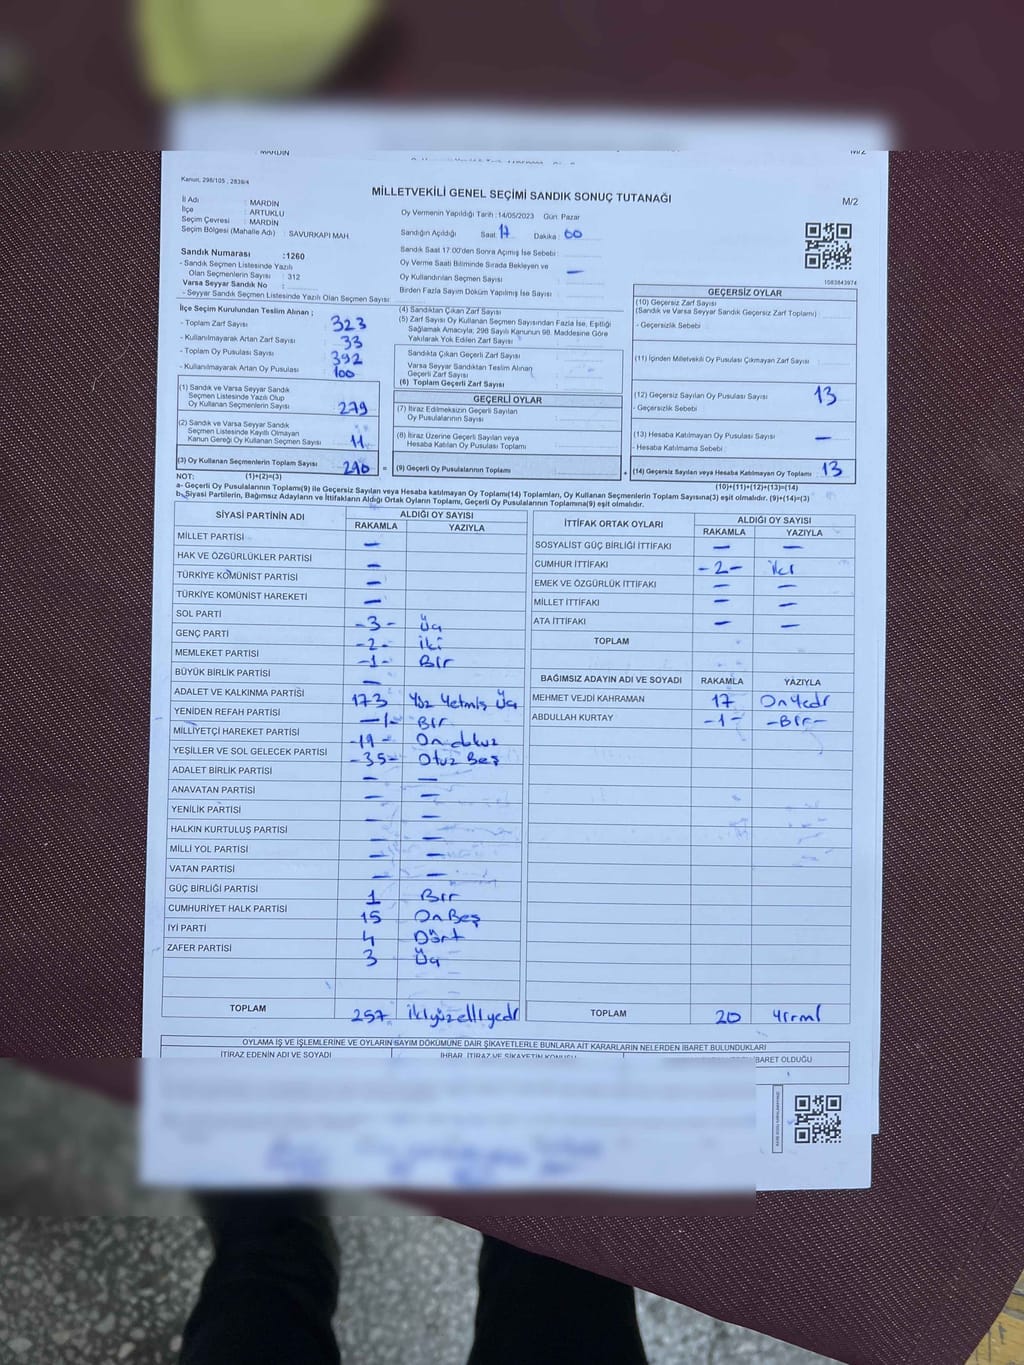 MARDİN
M/2
Kanun, 298/105 , 2839/4
MİLLETVEKİLİ GENEL SEÇİMİ SANDIK SONUÇ TUTANAĞI
M/2
İl Adı : MARDİN
İlçe : ARTUKLU
Seçim Çevresi : MARDİN
Seçim Bölgesi (Mahalle Adı) : SAVURKAPI MAH.
Oy Vermenin Yapıldığı Tarih :14/05/2023 Gün: Pazar
Sandığın Açıldığı Saat: 17 Dakika : 00
Sandık Saat 17:00'den Sonra Açılmış İse Sebebi :
Oy Verme Saati Bitiminde Sırada Bekleyen ve
Oy Kullandırılan Seçmen Sayısı : —
Birden Fazla Sayım Döküm Yapılmış İse Sayısı :
Sandık Numarası :1260
- Sandık Seçmen Listesinde Yazılı
Olan Seçmenlerin Sayısı : 312
Varsa Seyyar Sandık No :
- Seyyar Sandık Seçmen Listesinde Yazılı Olan Seçmen Sayısı
1083843974
İlçe Seçim Kurulundan Teslim Alınan ;
- Toplam Zarf Sayısı 323
- Kullanılmayarak Artan Zarf Sayısı 33
- Toplam Oy Pusulası Sayısı 392
- Kullanılmayarak Artan Oy Pusulası 100
(1) Sandık ve Varsa Seyyar Sandık
Seçmen Listesinde Yazılı Olup
Oy Kullanan Seçmenlerin Sayısı 279
(2) Sandık ve Varsa Seyyar Sandık
Seçmen Listesinde Kayıtlı Olmayan
Kanun Gereği Oy Kullanan Seçmen Sayısı 11
(3) Oy Kullanan Seçmenlerin Toplam Sayısı 290 =
(1)+(2)=(3)
(4) Sandıktan Çıkan Zarf Sayısı
(5) Zarf Sayısı Oy Kullanan Seçmen Sayısından Fazla İse, Eşitliği
Sağlamak Amacıyla; 298 Sayılı Kanunun 98. Maddesine Göre
Yakılarak Yok Edilen Zarf Sayısı
Sandıkta Çıkan Geçerli Zarf Sayısı
Varsa Seyyar Sandıktan Teslim Alınan
Geçerli Zarf Sayısı
(6) Toplam Geçerli Zarf Sayısı
GEÇERLİ OYLAR
(7) İtiraz Edilmeksizin Geçerli Sayılan
Oy Pusulalarının Sayısı
(8) İtiraz Üzerine Geçerli Sayılan veya
Hesaba Katılan Oy Pusulası Toplamı
(9) Geçerli Oy Pusulalarının Toplamı +
GEÇERSİZ OYLAR
(10) Geçersiz Zarf Sayısı
(Sandık ve Varsa Seyyar Sandık Geçersiz Zarf Toplamı)
- Geçersizlik Sebebi
(11) İçinden Milletvekili Oy Pusulası Çıkmayan Zarf Sayısı
(12) Geçersiz Sayılan Oy Pusulası Sayısı 13
- Geçersizlik Sebebi
(13) Hesaba Katılmayan Oy Pusulası Sayısı —
- Hesaba Katılmama Sebebi
(14) Geçersiz Sayılan veya Hesaba Katılmayan Oy Toplamı 13
(10)+(11)+(12)+(13)=(14)
NOT:
a- Geçerli Oy Pusulalarının Toplamı(9) ile Geçersiz Sayılan veya Hesaba katılmayan Oy Toplamı(14) Toplamları, Oy Kullanan Seçmenlerin Toplam Sayısına(3) eşit olmalıdır. (9)+(14)=(3)
b- Siyasi Partilerin, Bağımsız Adayların ve İttifakların Aldığı Ortak Oyların Toplamı, Geçerli Oy Pusulalarının Toplamına(9) eşit olmalıdır.
SİYASİ PARTİNİN ADI ALDIĞI OY SAYISI
RAKAMLA YAZIYLA
MİLLET PARTİSİ —
HAK VE ÖZGÜRLÜKLER PARTİSİ —
TÜRKİYE KOMÜNİST PARTİSİ —
TÜRKİYE KOMÜNİST HAREKETİ —
SOL PARTİ -3- Üç
GENÇ PARTİ -2- İki
MEMLEKET PARTİSİ -1- Bir
BÜYÜK BİRLİK PARTİSİ —
ADALET VE KALKINMA PARTİSİ 173 Yüz Yetmiş Üç
YENİDEN REFAH PARTİSİ -1- Bir
MİLLİYETÇİ HAREKET PARTİSİ -19- On dokuz
YEŞİLLER VE SOL GELECEK PARTİSİ -35- Otuz Beş
ADALET BİRLİK PARTİSİ — —
ANAVATAN PARTİSİ — —
YENİLİK PARTİSİ — —
HALKIN KURTULUŞ PARTİSİ — —
MİLLİ YOL PARTİSİ — —
VATAN PARTİSİ — —
GÜÇ BİRLİĞİ PARTİSİ 1 Bir
CUMHURİYET HALK PARTİSİ 15 On Beş
İYİ PARTİ 4 Dört
ZAFER PARTİSİ 3 Üç
TOPLAM 257 İkiyüz elliyedi
İTTİFAK ORTAK OYLARI ALDIĞI OY SAYISI
RAKAMLA YAZIYLA
SOSYALİST GÜÇ BİRLİĞİ İTTİFAKI — —
CUMHUR İTTİFAKI -2- İki
EMEK VE ÖZGÜRLÜK İTTİFAKI — —
MİLLET İTTİFAKI — —
ATA İTTİFAKI — —
TOPLAM
BAĞIMSIZ ADAYIN ADI VE SOYADI RAKAMLA YAZIYLA
MEHMET VEJDİ KAHRAMAN 17 On Yedi
ABDULLAH KURTAY -1- -Bir-
TOPLAM 20 Yirmi
OYLAMA İŞ VE İŞLEMLERİNE VE OYLARIN SAYIM DÖKÜMÜNE DAİR ŞİKAYETLERLE BUNLARA AİT KARARLARIN NELERDEN İBARET BULUNDUKLARI
İTİRAZ EDENİN ADI VE SOYADI İHBAR, İTİRAZ VE ŞİKAYETİN KONUSU İBARET OLDUĞU